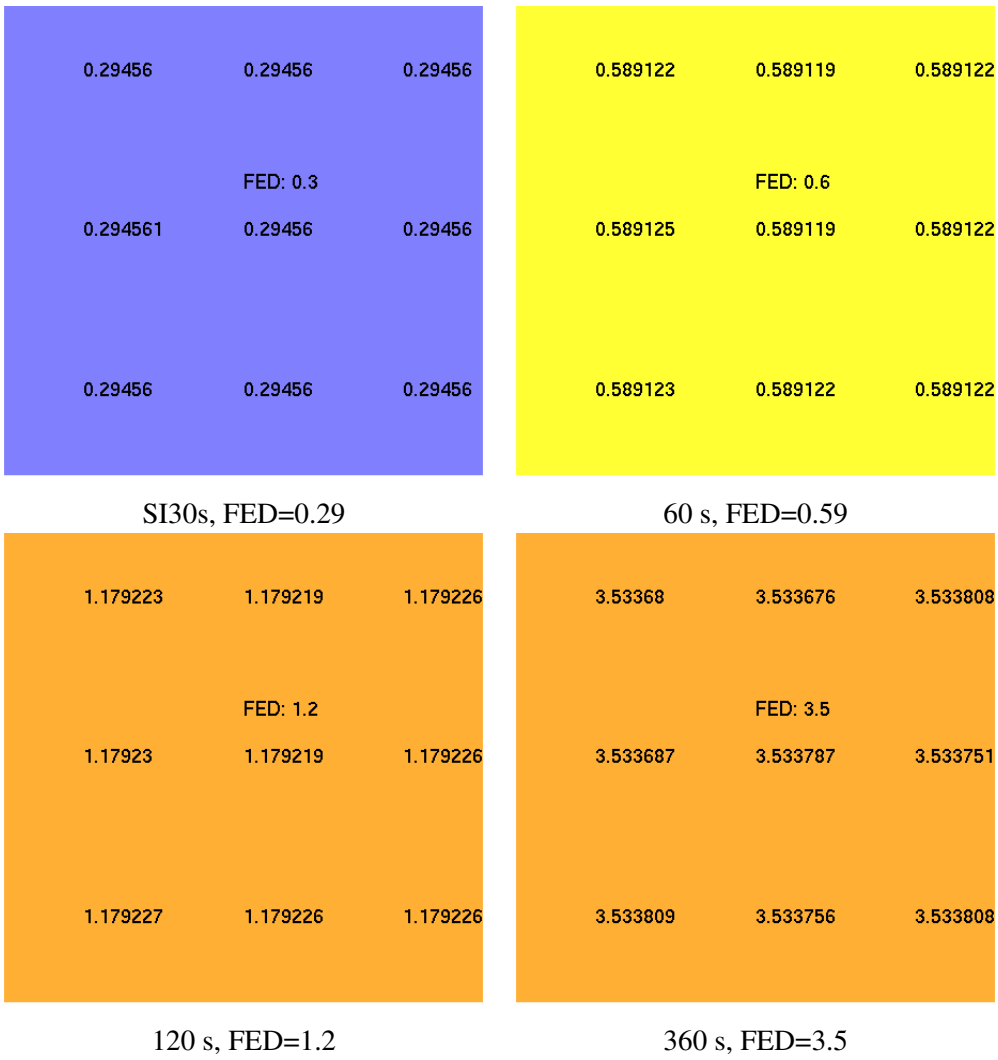 0.29456 0.29456 0.29456
FED: 0.3
0.294561 0.29456 0.29456
0.29456 0.29456 0.29456
SI30s, FED=0.29
0.589122 0.589119 0.589122
FED: 0.6
0.589125 0.589119 0.589122
0.589123 0.589122 0.589122
60 s, FED=0.59
1.179223 1.179219 1.179226
FED: 1.2
1.17923 1.179219 1.179226
1.179227 1.179226 1.179226
120 s, FED=1.2
3.53368 3.533676 3.533808
FED: 3.5
3.533687 3.533787 3.533751
3.533809 3.533756 3.533808
360 s, FED=3.5